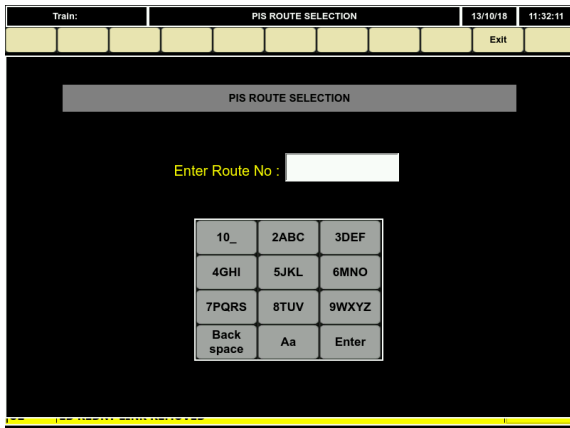 Train: PIS ROUTE SELECTION 13/10/18 11:32:11
Exit
PIS ROUTE SELECTION
Enter Route No :
10_ 2ABC 3DEF
4GHI 5JKL 6MNO
7PQRS 8TUV 9WXYZ
Back space Aa Enter